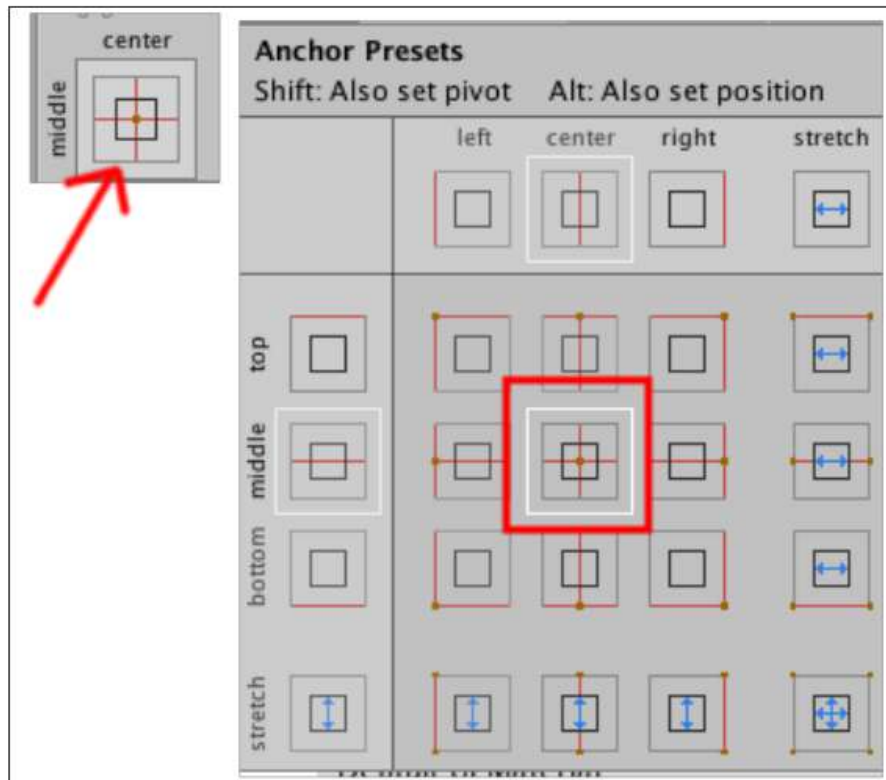 center
middle
Anchor Presets
Shift: Also set pivot Alt: Also set position
left center right stretch
top
middle
bottom
stretch